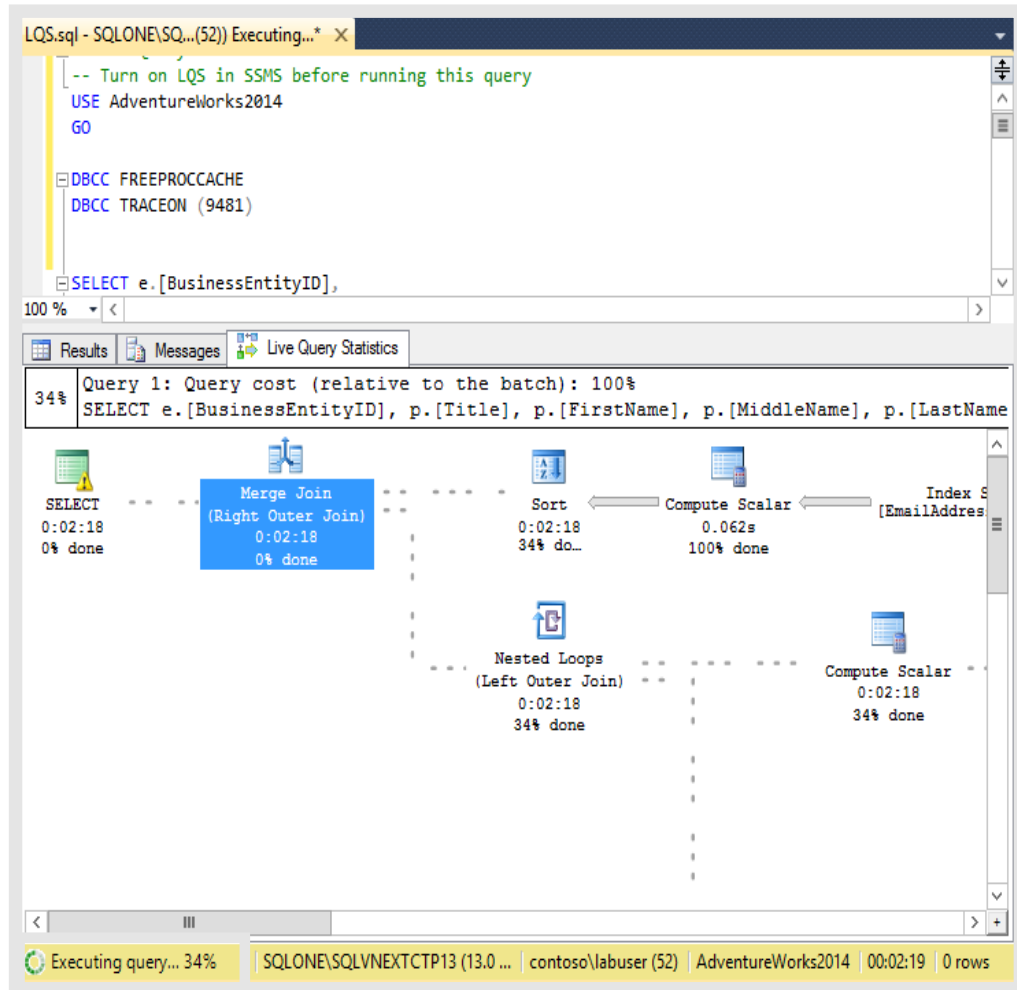 LQS.sql - SQLONE\SQ...(52)) Executing...* X
-- Turn on LQS in SSMS before running this query
USE AdventureWorks2014
GO
DBCC FREEPROCCACHE
DBCC TRACEON (9481)
SELECT e.[BusinessEntityID],
100 %
Results Messages Live Query Statistics
34% Query 1: Query cost (relative to the batch): 100%
SELECT e.[BusinessEntityID], p.[Title], p.[FirstName], p.[MiddleName], p.[LastName
SELECT
0:02:18
0% done
Merge Join
(Right Outer Join)
0:02:18
0% done
Sort
0:02:18
34% do...
Compute Scalar
0.062s
100% done
Index S
[EmailAddres
Nested Loops
(Left Outer Join)
0:02:18
34% done
Compute Scalar
0:02:18
34% done
Executing query... 34% SQLONE\SQLVNEXTCTP13 (13.0 ... contoso\labuser (52) AdventureWorks2014 00:02:19 0 rows